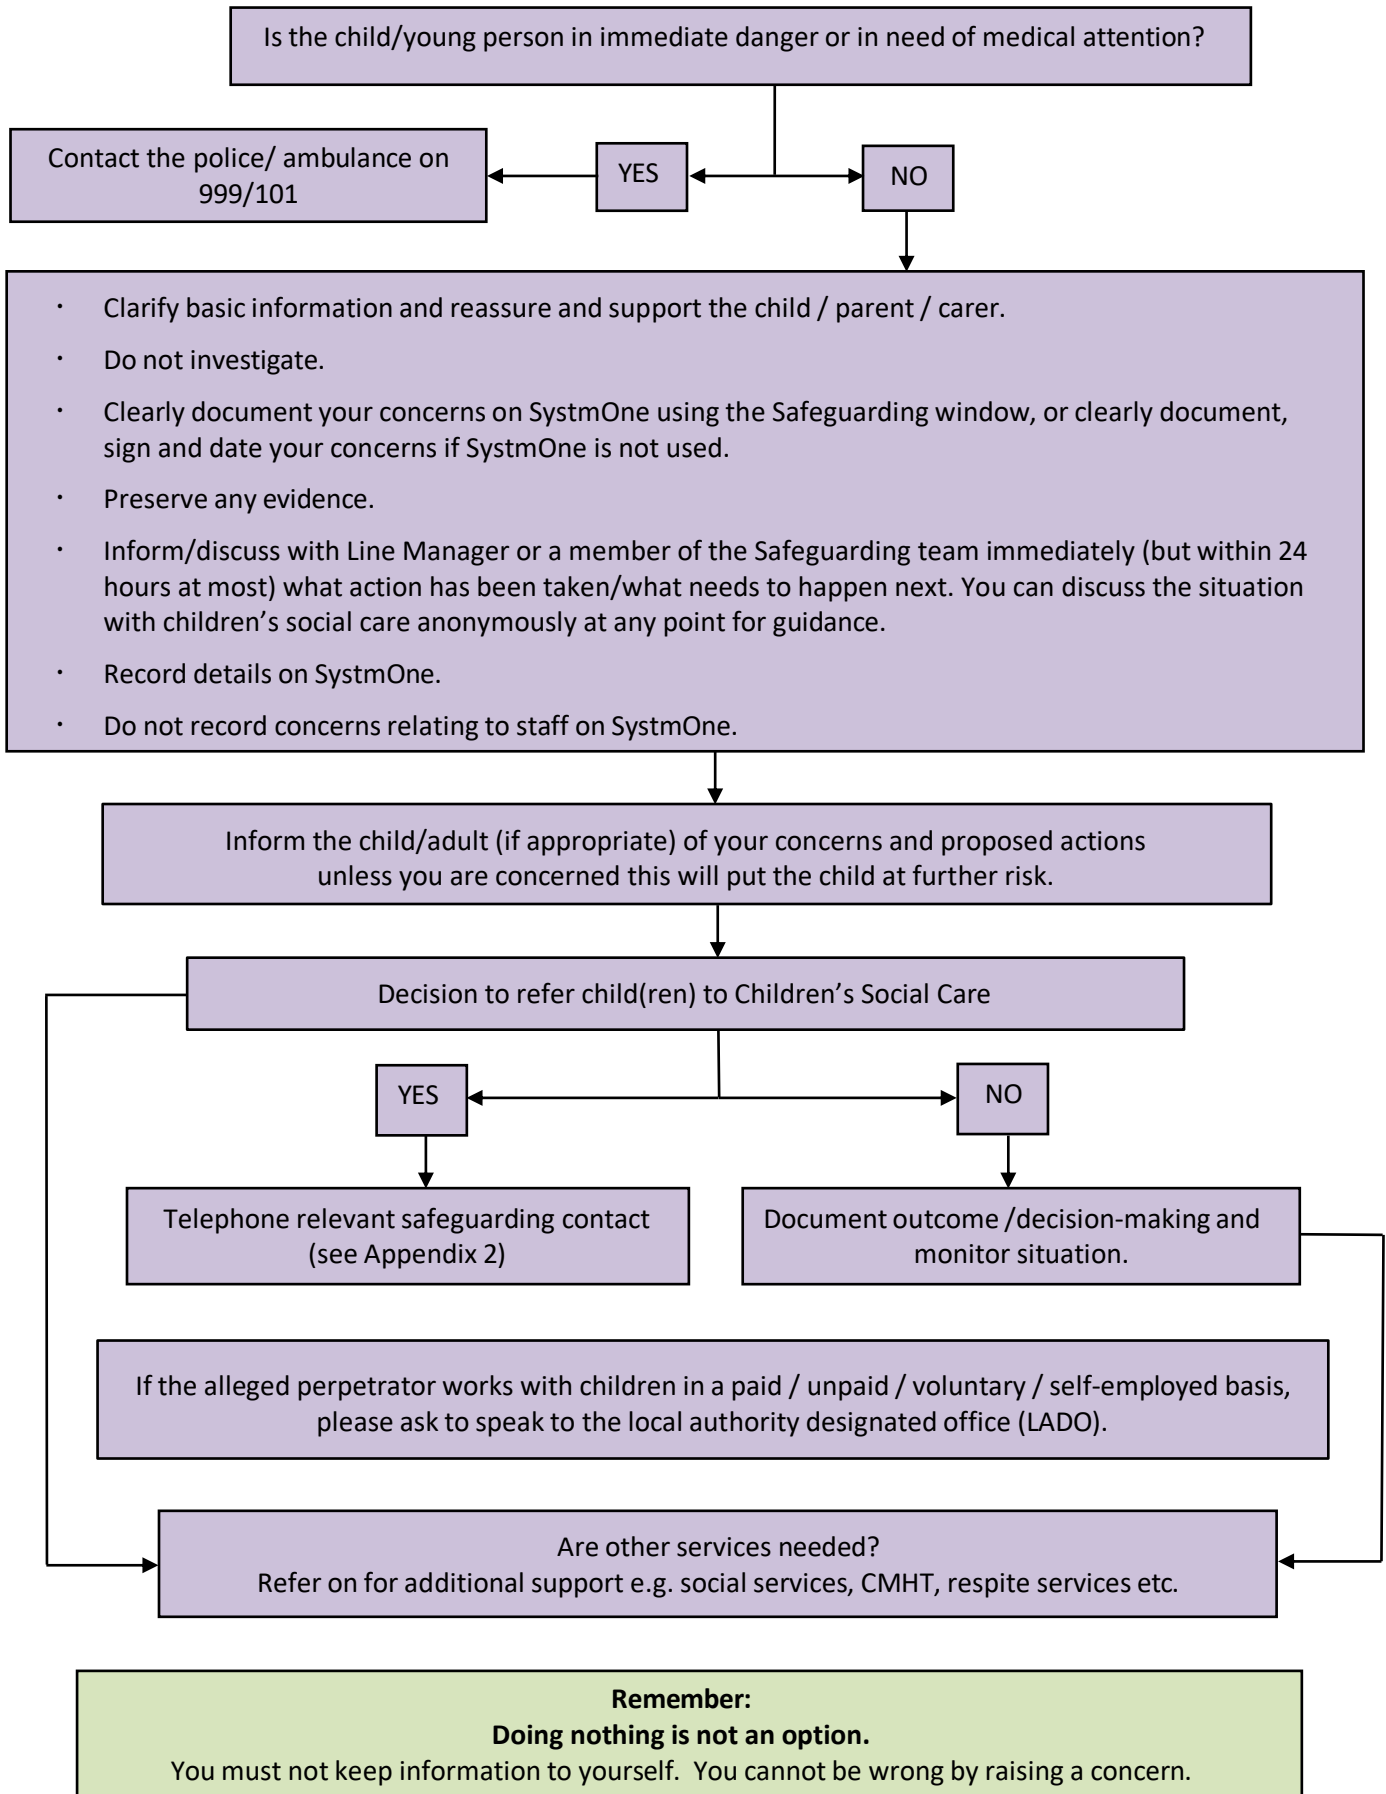 Is the child/young person in immediate danger or in need of medical attention?
Contact the police/ ambulance on
999/101
YES
NO
· Clarify basic information and reassure and support the child / parent / carer.
· Do not investigate.
· Clearly document your concerns on SystmOne using the Safeguarding window, or clearly document,
sign and date your concerns if SystmOne is not used.
· Preserve any evidence.
· Inform/discuss with Line Manager or a member of the Safeguarding team immediately (but within 24
hours at most) what action has been taken/what needs to happen next. You can discuss the situation
with children’s social care anonymously at any point for guidance.
· Record details on SystmOne.
· Do not record concerns relating to staff on SystmOne.
Inform the child/adult (if appropriate) of your concerns and proposed actions
unless you are concerned this will put the child at further risk.
Decision to refer child(ren) to Children’s Social Care
YES
NO
Telephone relevant safeguarding contact
(see Appendix 2)
Document outcome /decision-making and
monitor situation.
If the alleged perpetrator works with children in a paid / unpaid / voluntary / self-employed basis,
please ask to speak to the local authority designated office (LADO).
Are other services needed?
Refer on for additional support e.g. social services, CMHT, respite services etc.
Remember:
Doing nothing is not an option.
You must not keep information to yourself.  You cannot be wrong by raising a concern.